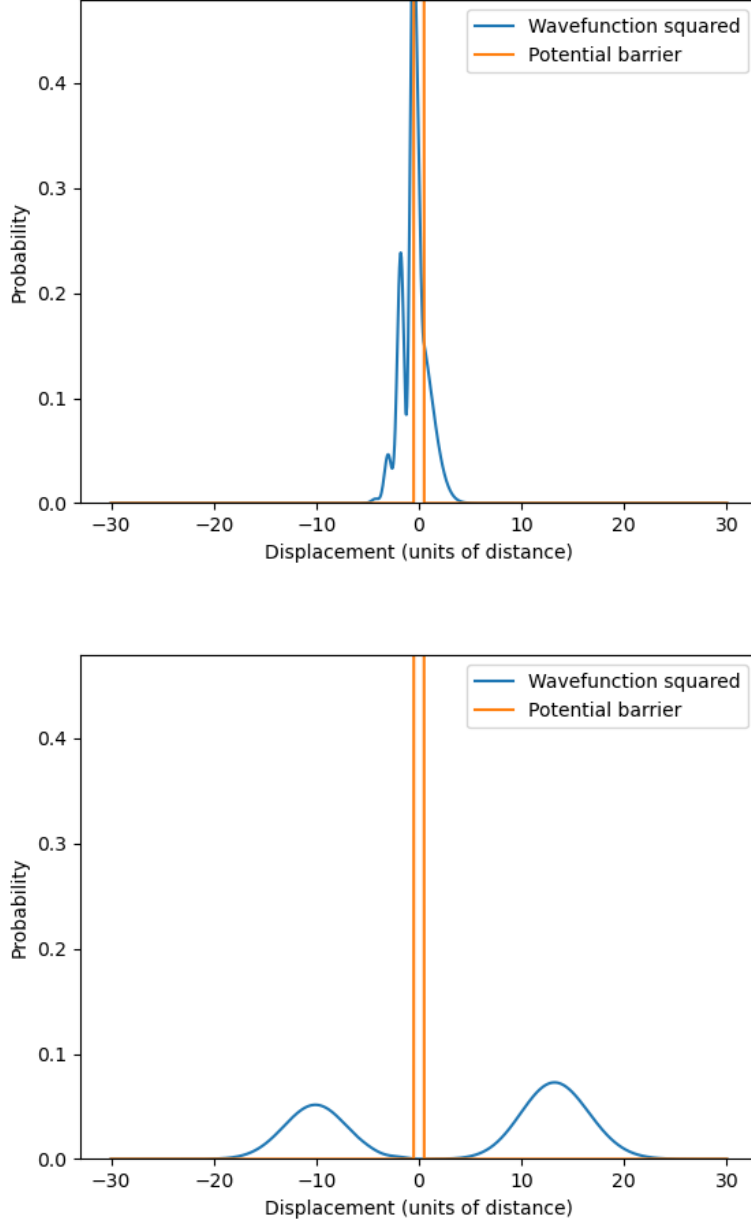 Wavefunction squared
Potential barrier
0.4
0.3
0.2
0.1
0.0
Probability
−30 −20 −10 0 10 20 30
Displacement (units of distance)
Wavefunction squared
Potential barrier
0.4
0.3
0.2
0.1
0.0
Probability
−30 −20 −10 0 10 20 30
Displacement (units of distance)